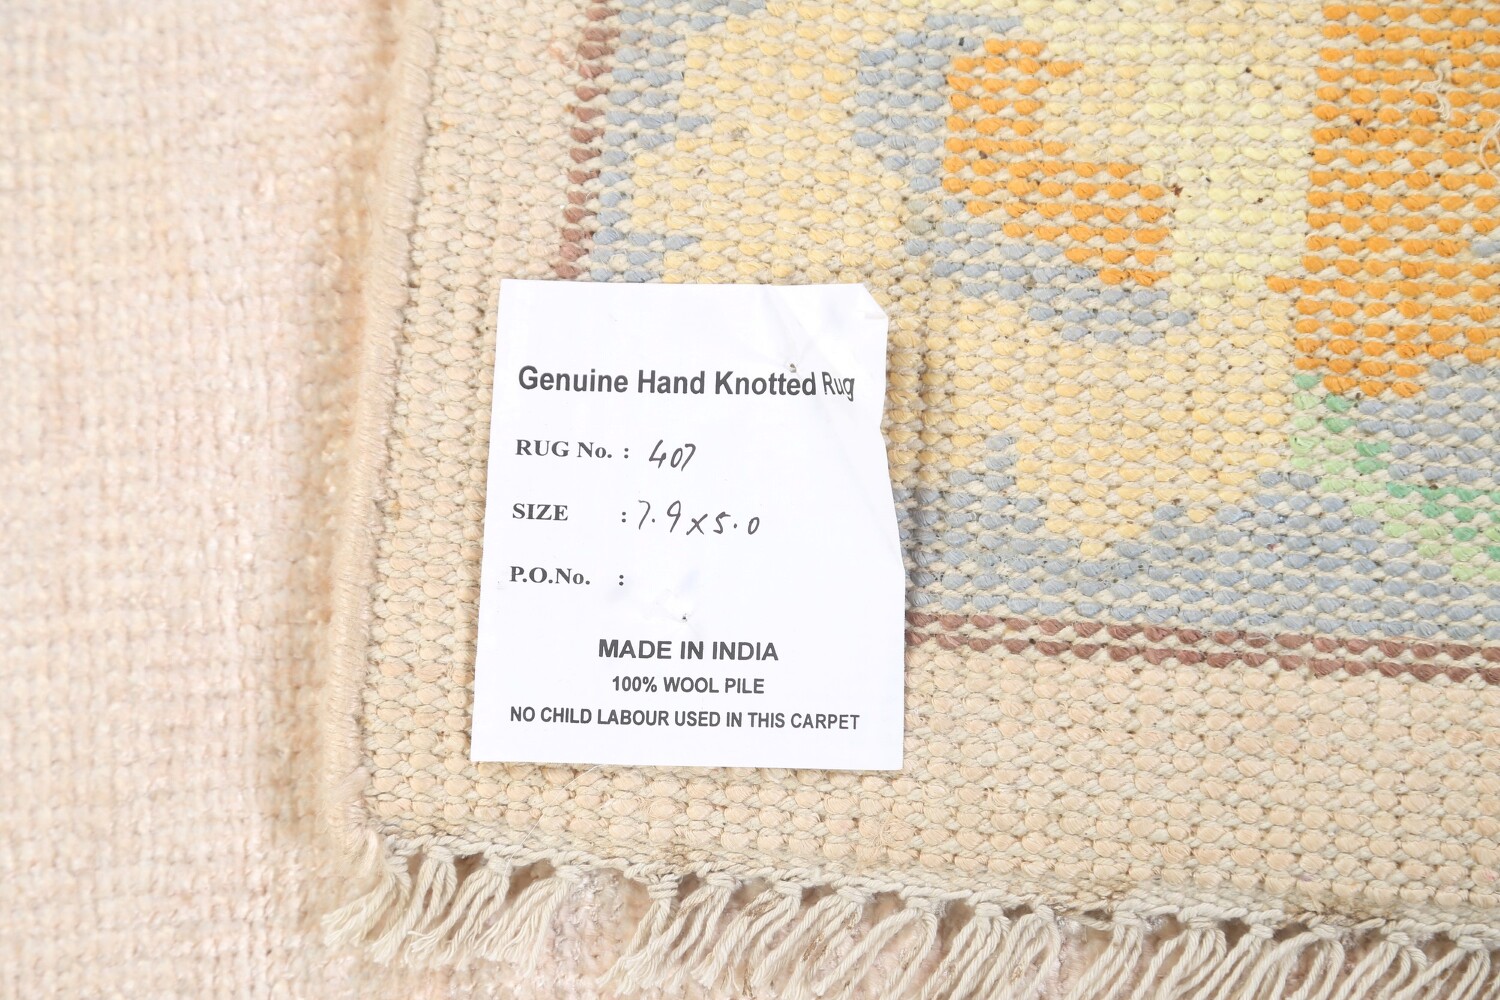 Genuine Hand Knotted Rug
RUG No. : 407
SIZE : 7.9 x 5.0
P.O.No. :
MADE IN INDIA
100% WOOL PILE
NO CHILD LABOUR USED IN THIS CARPET